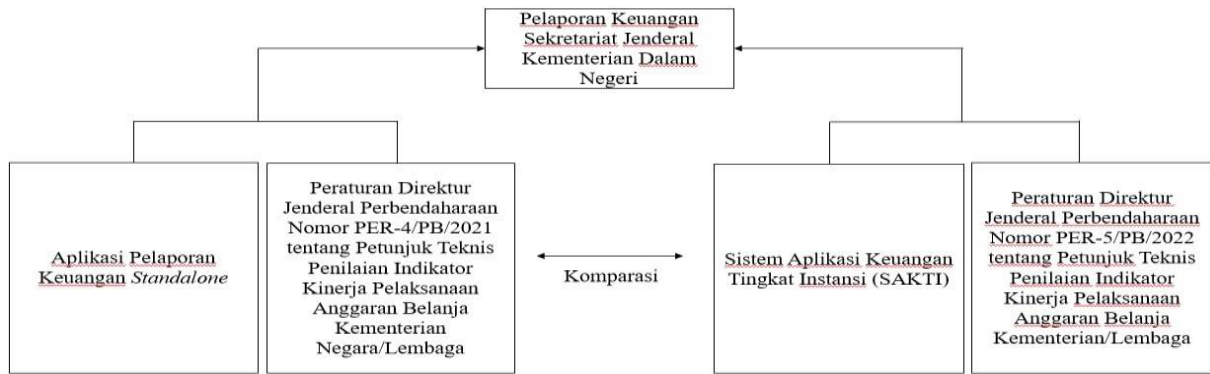 Pelaporan Keuangan
Sekretariat Jenderal
Kementerian Dalam
Negeri
Aplikasi Pelaporan
Keuangan Standalone
Peraturan Direktur
Jenderal Perbendaharaan
Nomor PER-4/PB/2021
tentang Petunjuk Teknis
Penilaian Indikator
Kinerja Pelaksanaan
Anggaran Belanja
Kementerian
Negara/Lembaga
Komparasi
Sistem Aplikasi Keuangan
Tingkat Instansi (SAKTI)
Peraturan Direktur
Jenderal Perbendaharaan
Nomor PER-5/PB/2022
tentang Petunjuk Teknis
Penilaian Indikator
Kinerja Pelaksanaan
Anggaran Belanja
Kementerian/Lembaga